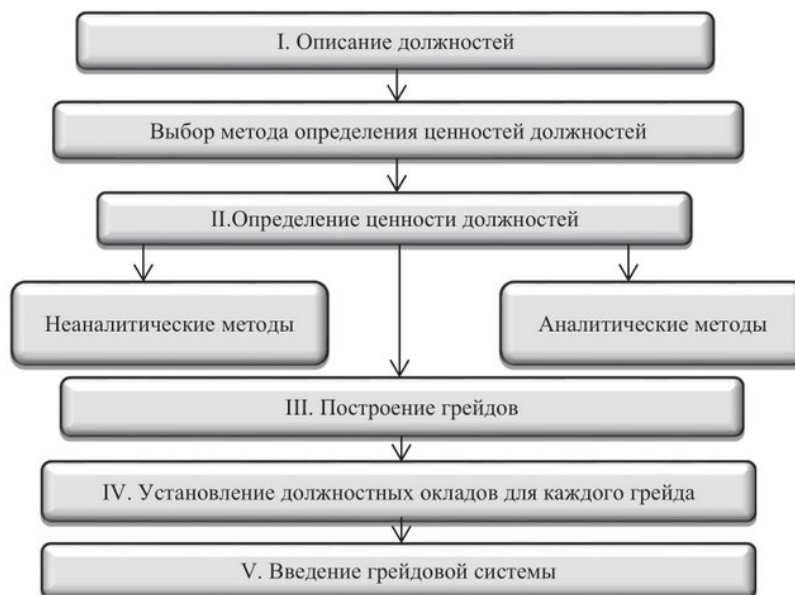 I. Описание должностей
Выбор метода определения ценностей должностей
II.Определение ценности должностей
Неаналитические методы
Аналитические методы
III. Построение грейдов
IV. Установление должностных окладов для каждого грейда
V. Введение грейдовой системы